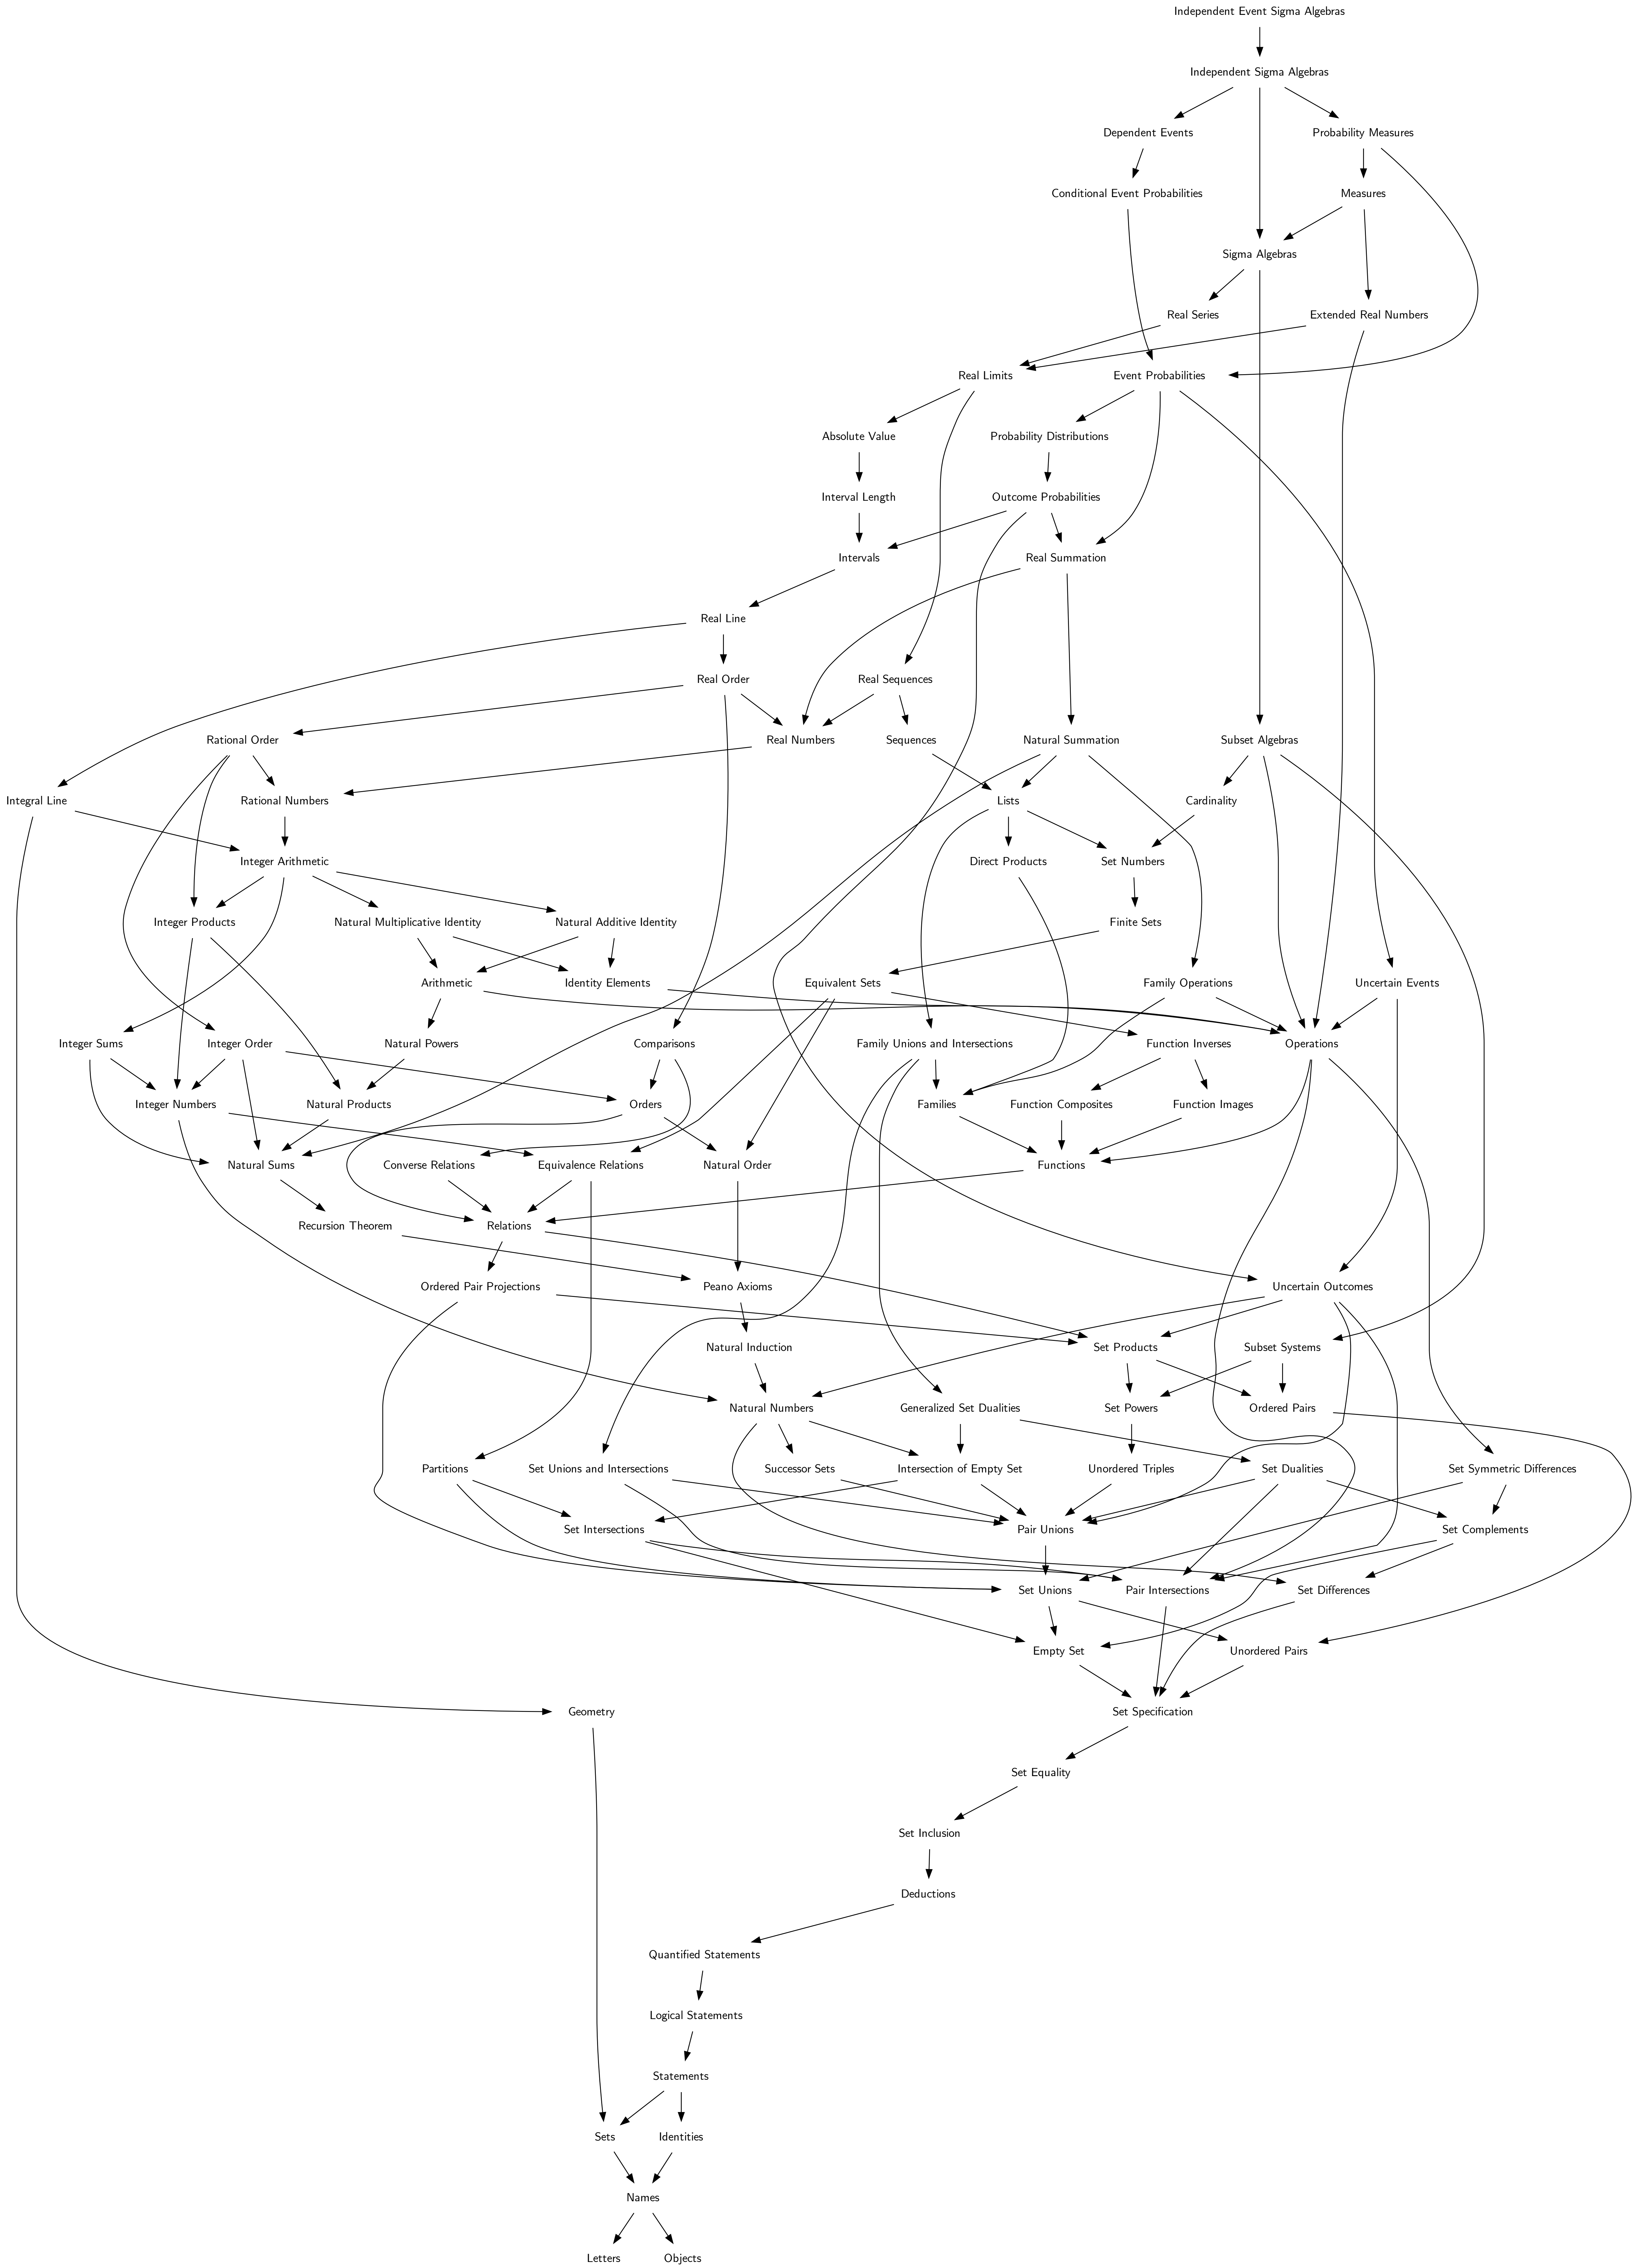 Independent Event Sigma Algebras
Independent Sigma Algebras
Dependent Events
Probability Measures
Conditional Event Probabilities
Measures
Sigma Algebras
Real Series
Extended Real Numbers
Real Limits
Event Probabilities
Absolute Value
Probability Distributions
Interval Length
Outcome Probabilities
Intervals
Real Summation
Real Line
Real Order
Real Sequences
Rational Order
Real Numbers
Sequences
Natural Summation
Subset Algebras
Integral Line
Rational Numbers
Lists
Cardinality
Integer Arithmetic
Direct Products
Set Numbers
Integer Products
Natural Multiplicative Identity
Natural Additive Identity
Finite Sets
Arithmetic
Identity Elements
Equivalent Sets
Family Operations
Uncertain Events
Integer Sums
Integer Order
Natural Powers
Comparisons
Family Unions and Intersections
Function Inverses
Operations
Integer Numbers
Natural Products
Orders
Families
Function Composites
Function Images
Natural Sums
Converse Relations
Equivalence Relations
Natural Order
Functions
Recursion Theorem
Relations
Ordered Pair Projections
Peano Axioms
Uncertain Outcomes
Natural Induction
Set Products
Subset Systems
Natural Numbers
Generalized Set Dualities
Set Powers
Ordered Pairs
Partitions
Set Unions and Intersections
Successor Sets
Intersection of Empty Set
Unordered Triples
Set Dualities
Set Symmetric Differences
Set Intersections
Pair Unions
Set Complements
Set Unions
Pair Intersections
Set Differences
Empty Set
Unordered Pairs
Geometry
Set Specification
Set Equality
Set Inclusion
Deductions
Quantified Statements
Logical Statements
Statements
Sets
Identities
Names
Letters
Objects